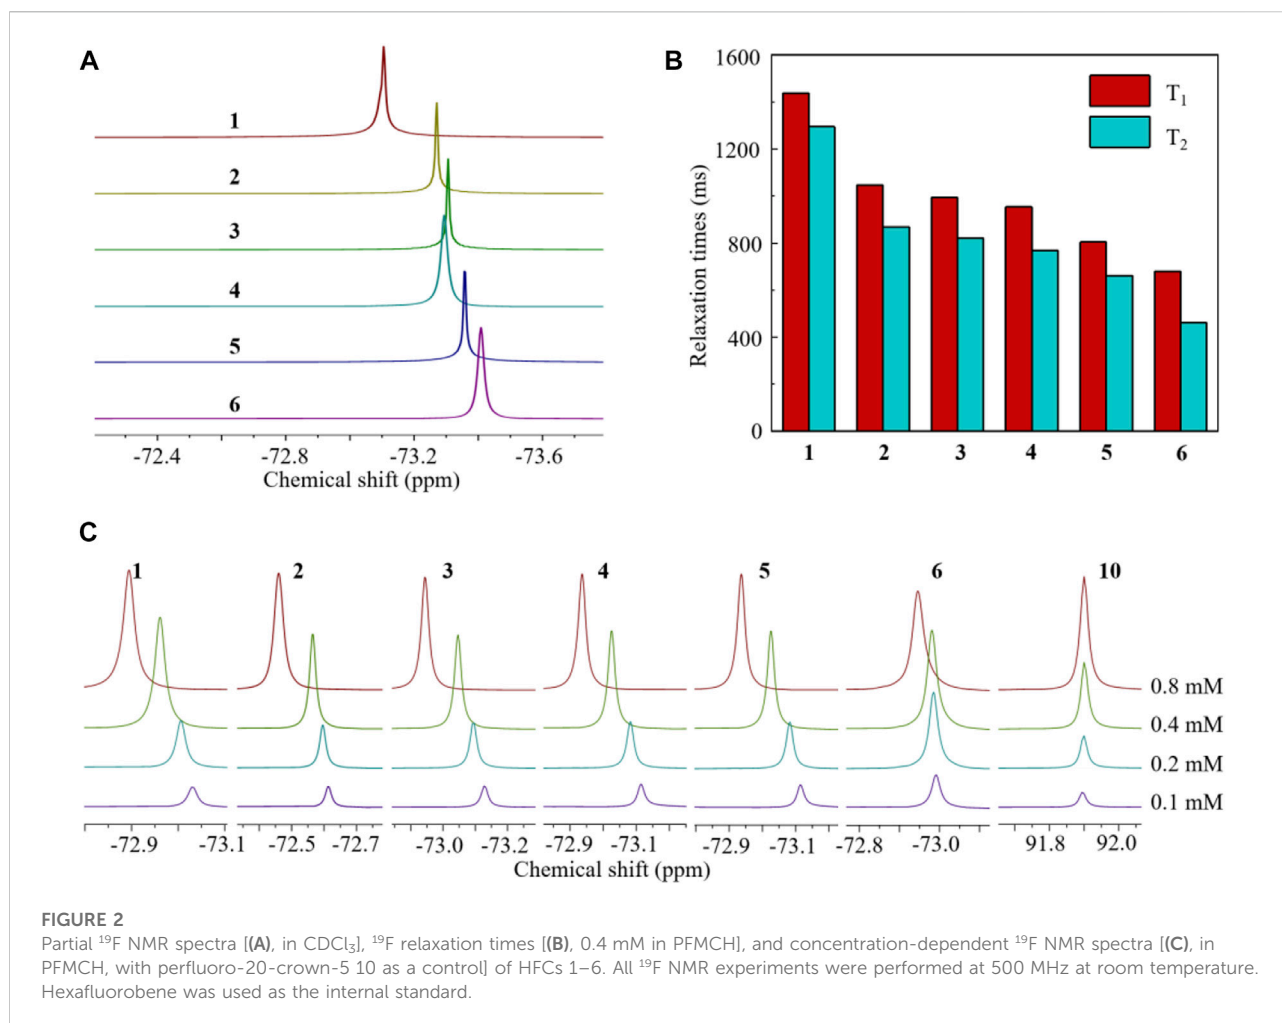 A
1
2
3
4
5
6
-72.4 -72.8 -73.2 -73.6
Chemical shift (ppm)
B
1600
1200
800
400
0
Relaxation times (ms)
T₁
T₂
1 2 3 4 5 6
C
1 2 3 4 5 6 10
0.8 mM
0.4 mM
0.2 mM
0.1 mM
-72.9 -73.1 -72.5 -72.7 -73.0 -73.2 -72.9 -73.1 -72.9 -73.1 -72.8 -73.0 91.8 92.0
Chemical shift (ppm)
FIGURE 2
Partial ¹⁹F NMR spectra [(A), in CDCl₃], ¹⁹F relaxation times [(B), 0.4 mM in PFMCH], and concentration-dependent ¹⁹F NMR spectra [(C), in
PFMCH, with perfluoro-20-crown-5 10 as a control] of HFCs 1–6. All ¹⁹F NMR experiments were performed at 500 MHz at room temperature.
Hexafluorobene was used as the internal standard.